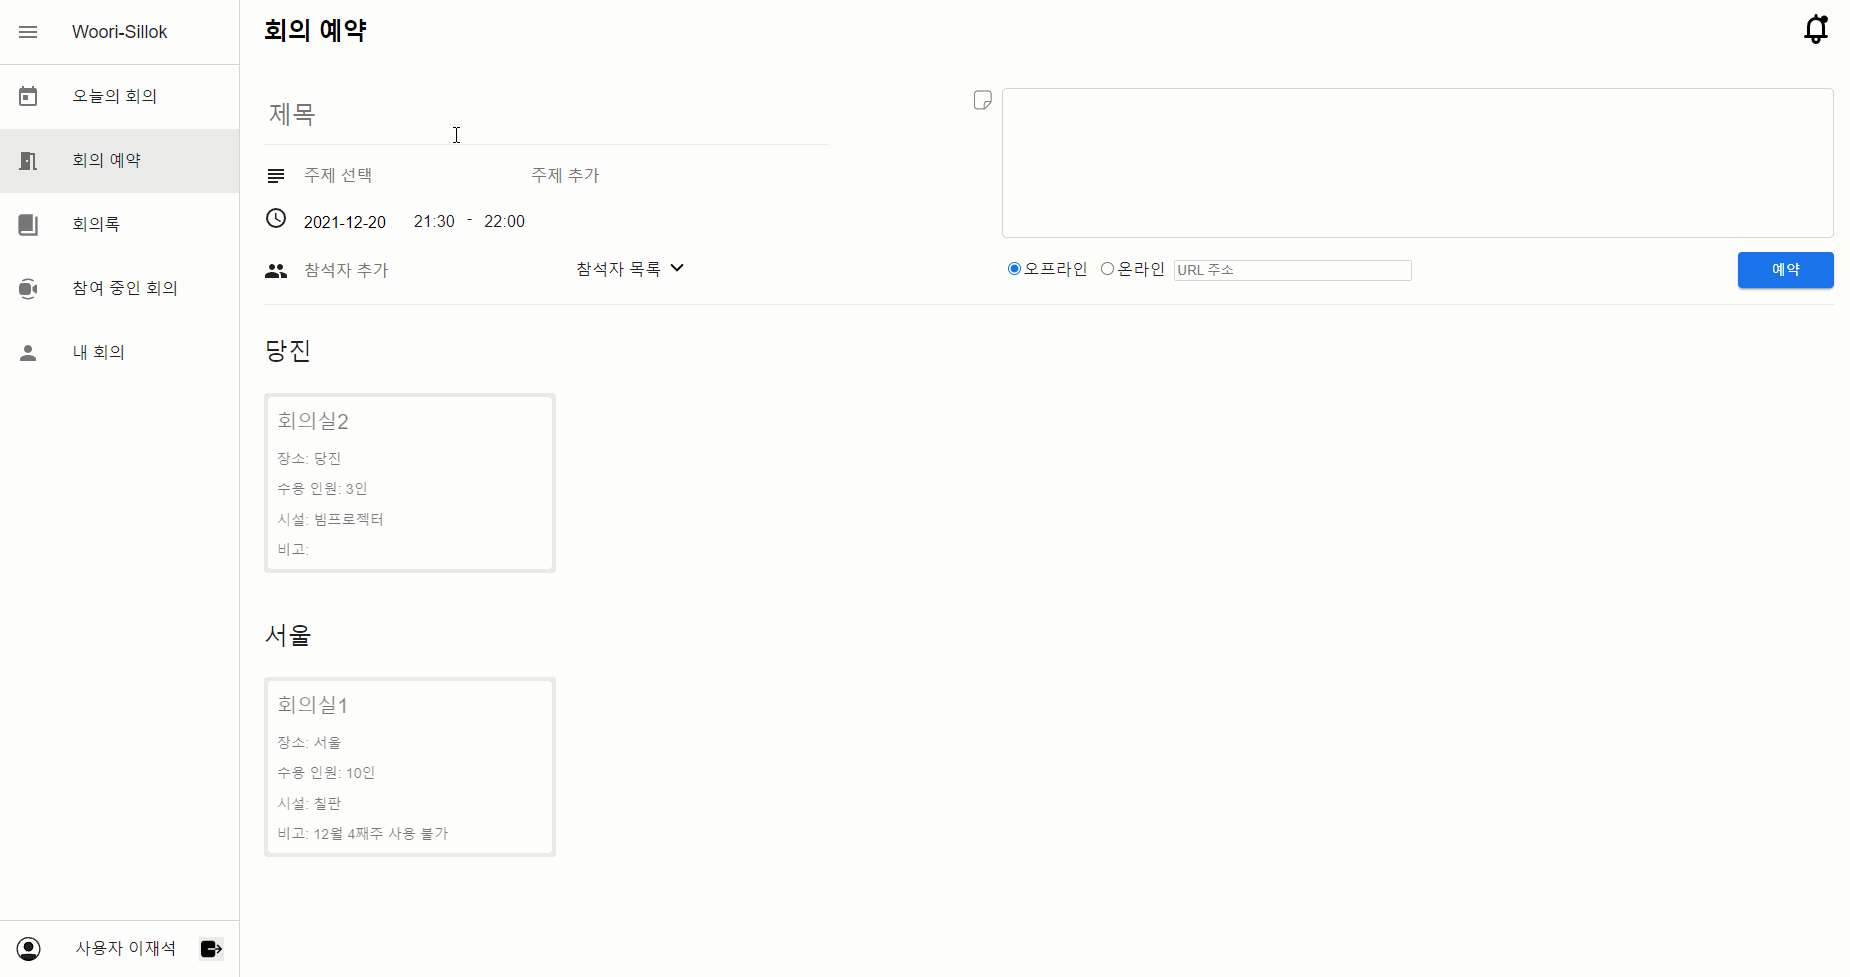 Woori-Sillok
오늘의 회의
회의 예약
회의록
참여 중인 회의
내 회의
사용자 이재석
회의 예약
제목
주제 선택 주제 추가
2021-12-20 21:30 - 22:00
참석자 추가 참석자 목록
오프라인 온라인 URL 주소
예약
당진
회의실2
장소: 당진
수용 인원: 3인
시설: 빔프로젝터
비고:
서울
회의실1
장소: 서울
수용 인원: 10인
시설: 칠판
비고: 12월 4째주 사용 불가